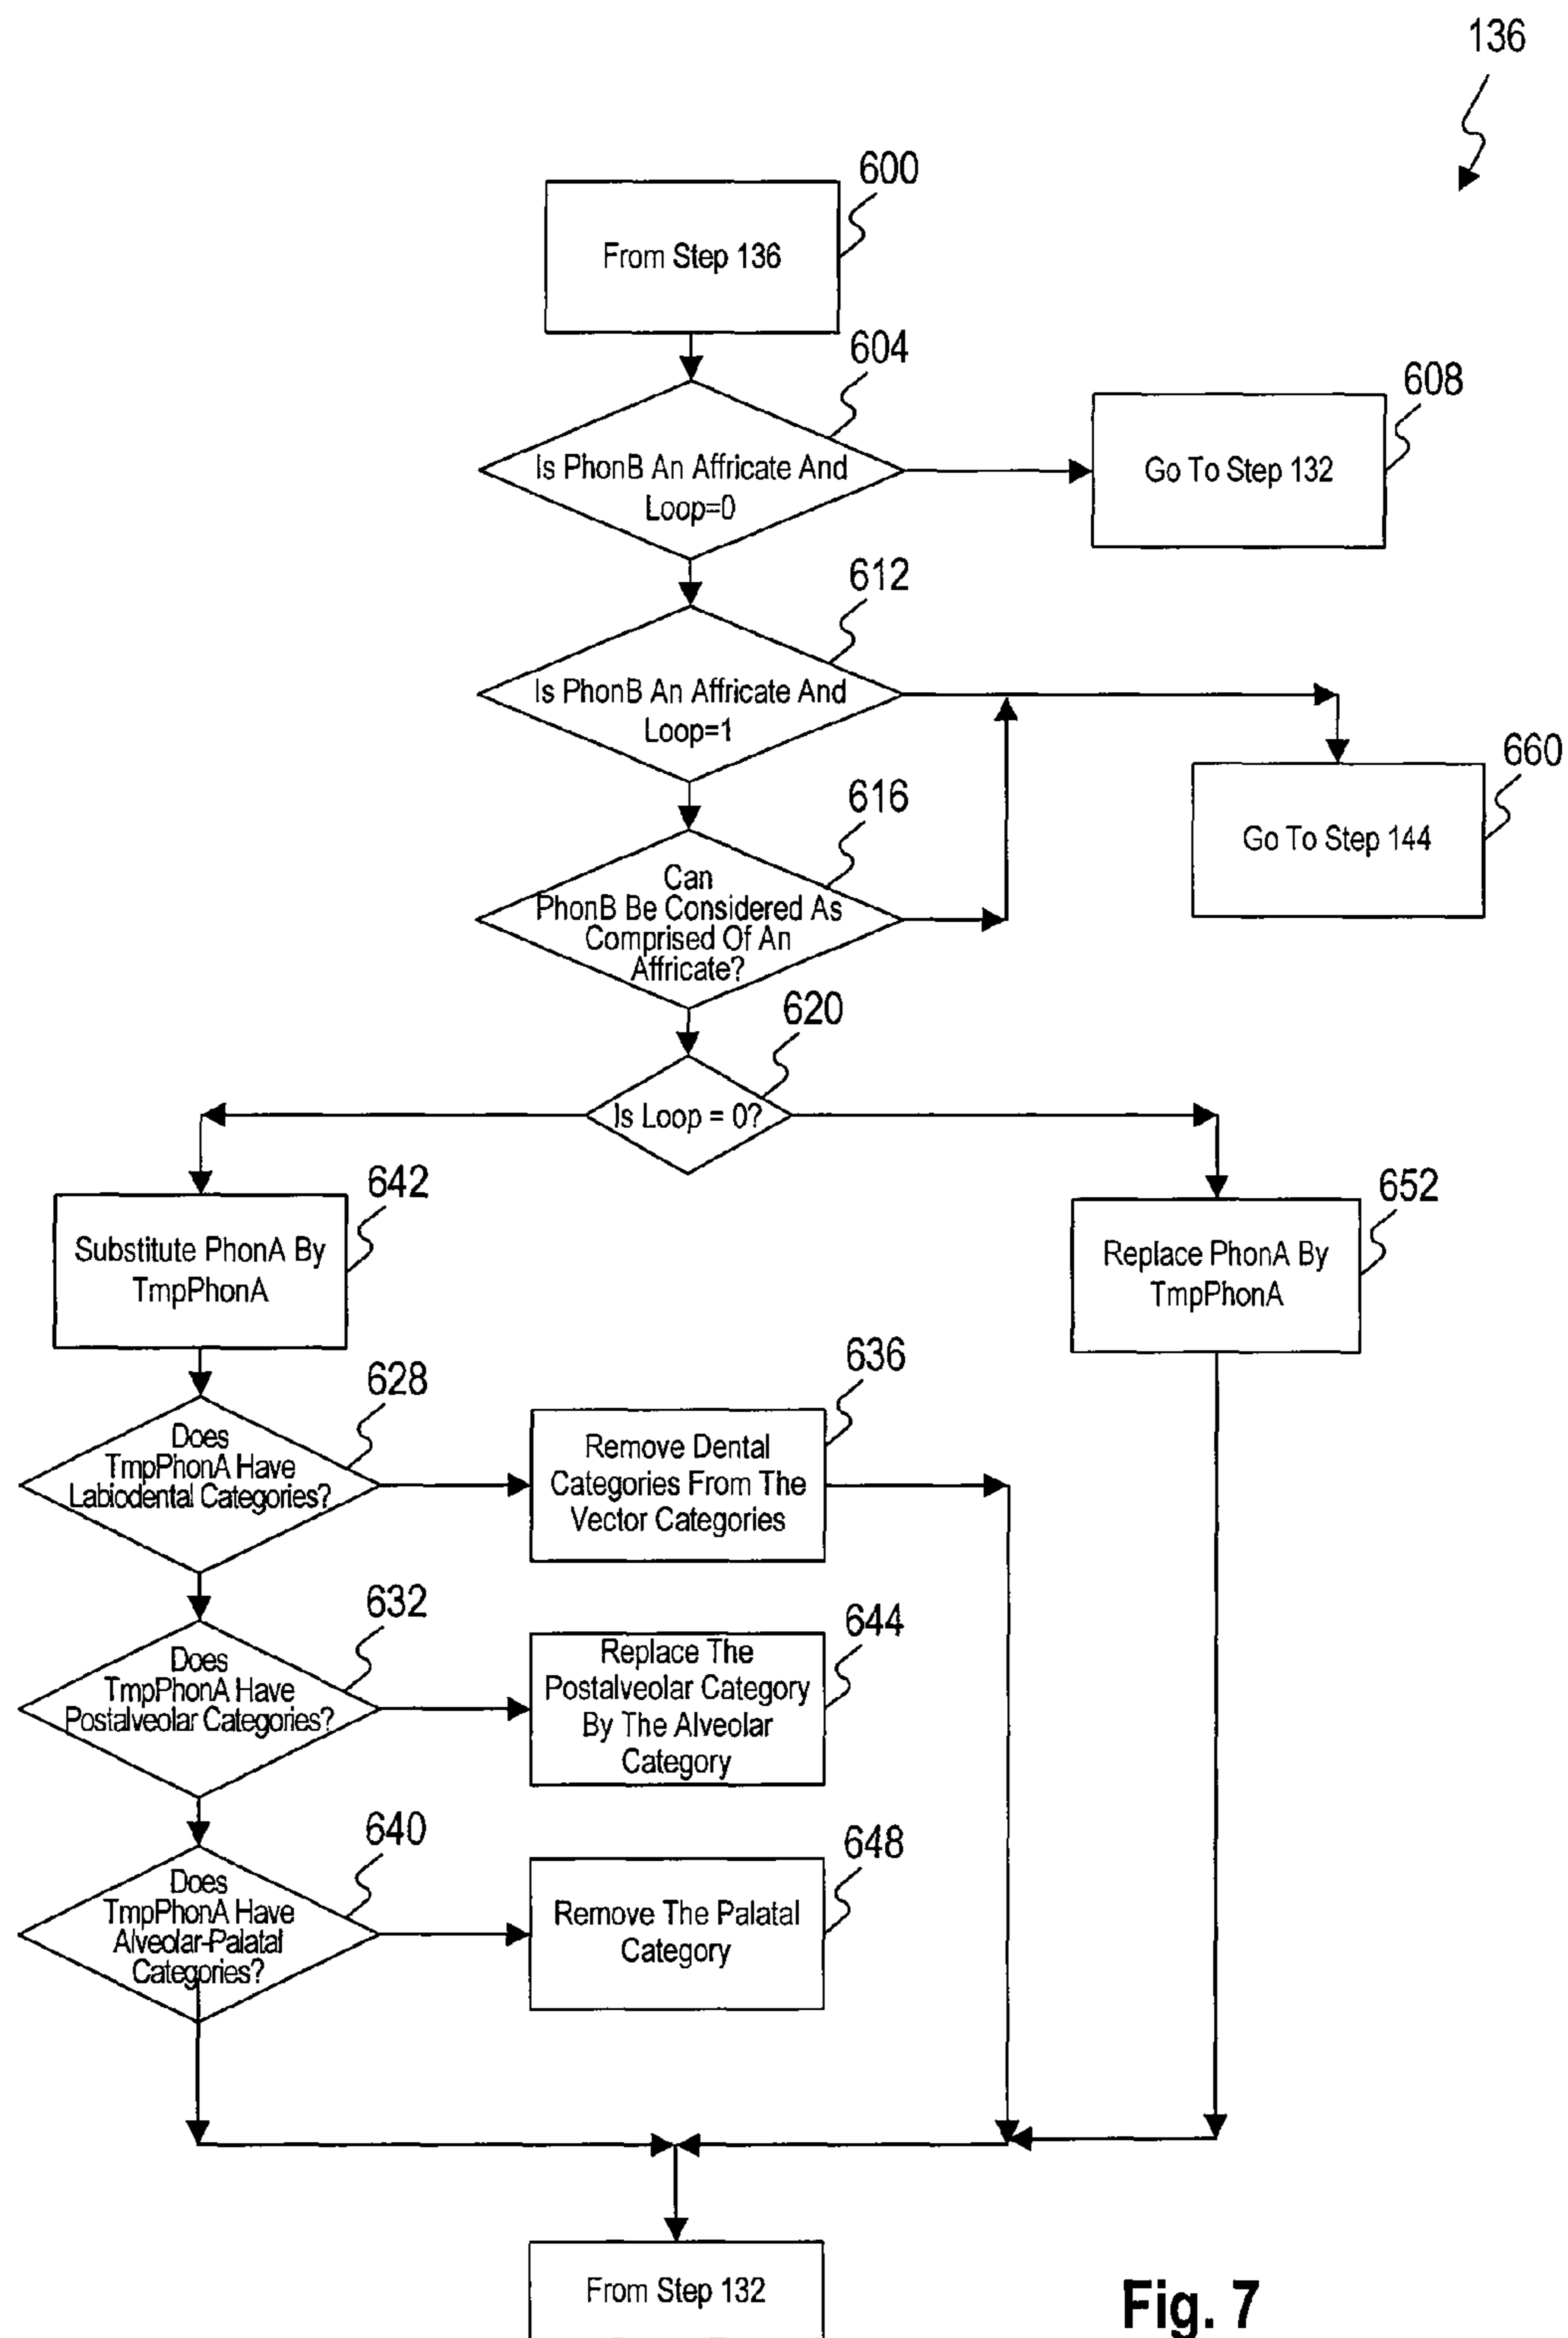 136
600
From Step 136
604
Is PhonB An Affricate And
Loop=0
608
Go To Step 132
612
Is PhonB An Affricate And
Loop=1
660
Go To Step 144
616
Can
PhonB Be Considered As
Comprised Of An
Affricate?
620
Is Loop = 0?
642
Substitute PhonA By
TmpPhonA
652
Replace PhonA By
TmpPhonA
628
Does
TmpPhonA Have
Labiodental Categories?
636
Remove Dental
Categories From The
Vector Categories
632
Does
TmpPhonA Have
Postalveolar Categories?
644
Replace The
Postalveolar Category
By The Alveolar
Category
640
Does
TmpPhonA Have
Alveolar-Palatal
Categories?
648
Remove The Palatal
Category
From Step 132
Fig. 7